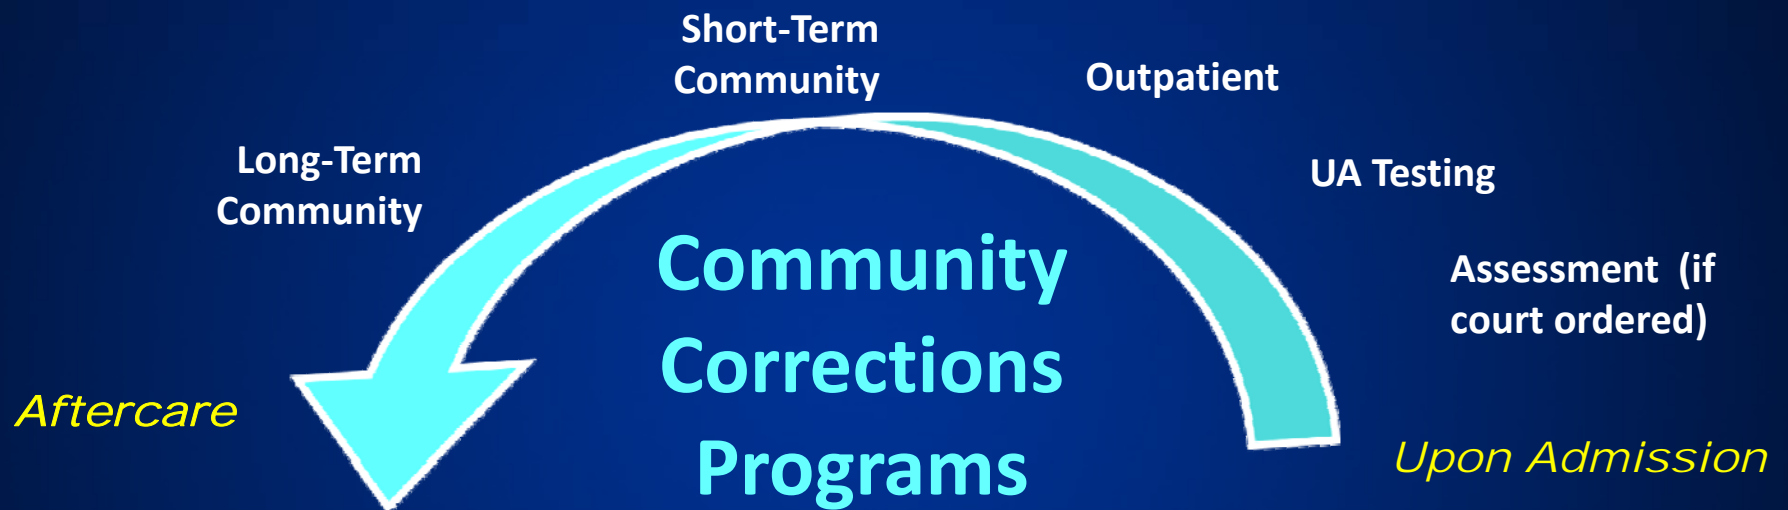 Short-Term
Community
Outpatient
Long-Term
Community
UA Testing
Community
Corrections
Programs
Assessment (if
court ordered)
Aftercare
Upon Admission